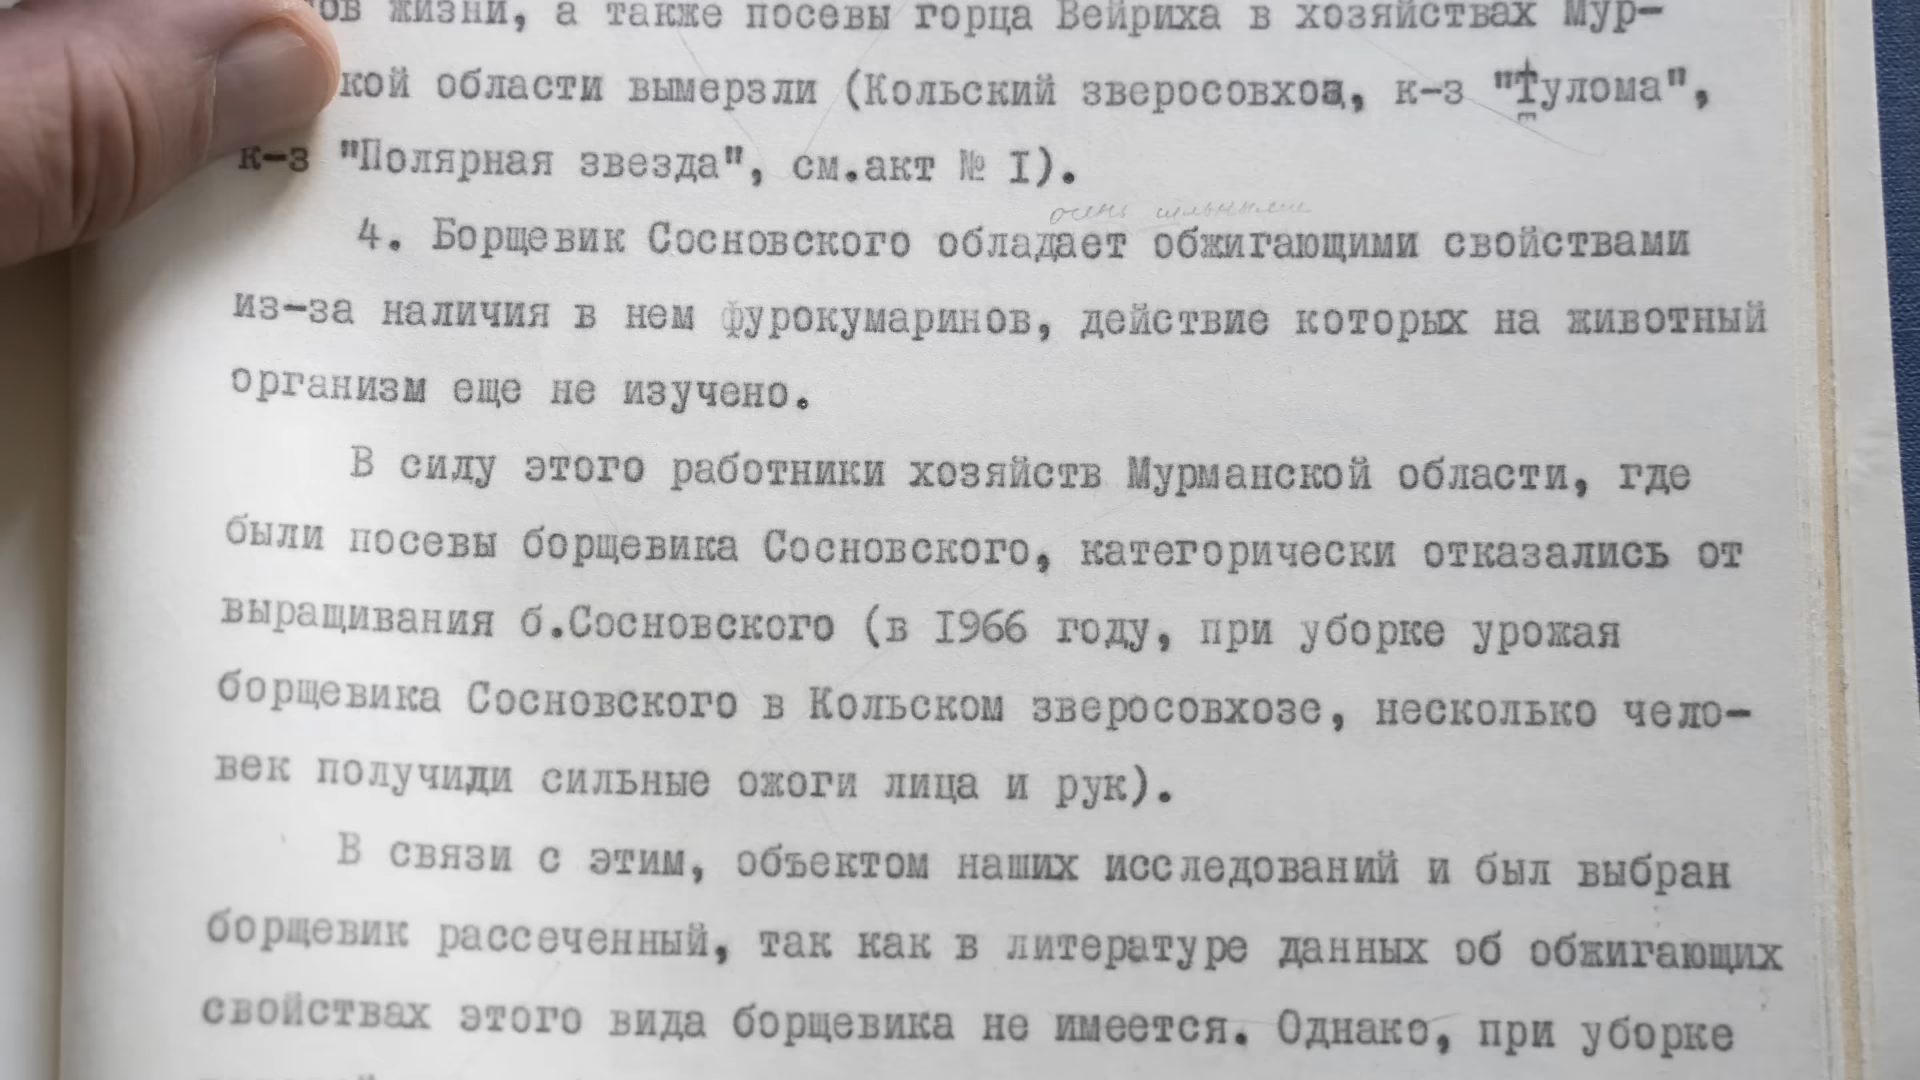 ов жизни, а также посевы горца Вейриха в хозяйствах Мур-
кой области вымерзли (Кольский зверосовхоз, к-з "Тулома",
к-з "Полярная звезда", см.акт № I).
очень сильными
4. Борщевик Сосновского обладает обжигающими свойствами
из-за наличия в нем фурокумаринов, действие которых на животный
организм еще не изучено.
В силу этого работники хозяйств Мурманской области, где
были посевы борщевика Сосновского, категорически отказались от
выращивания б.Сосновского (в I966 году, при уборке урожая
борщевика Сосновского в Кольском зверосовхозе, несколько чело-
век получиди сильные ожоги лица и рук).
В связи с этим, объектом наших исследований и был выбран
борщевик рассеченный, так как в литературе данных об обжигающих
свойствах этого вида борщевика не имеется. Однако, при уборке